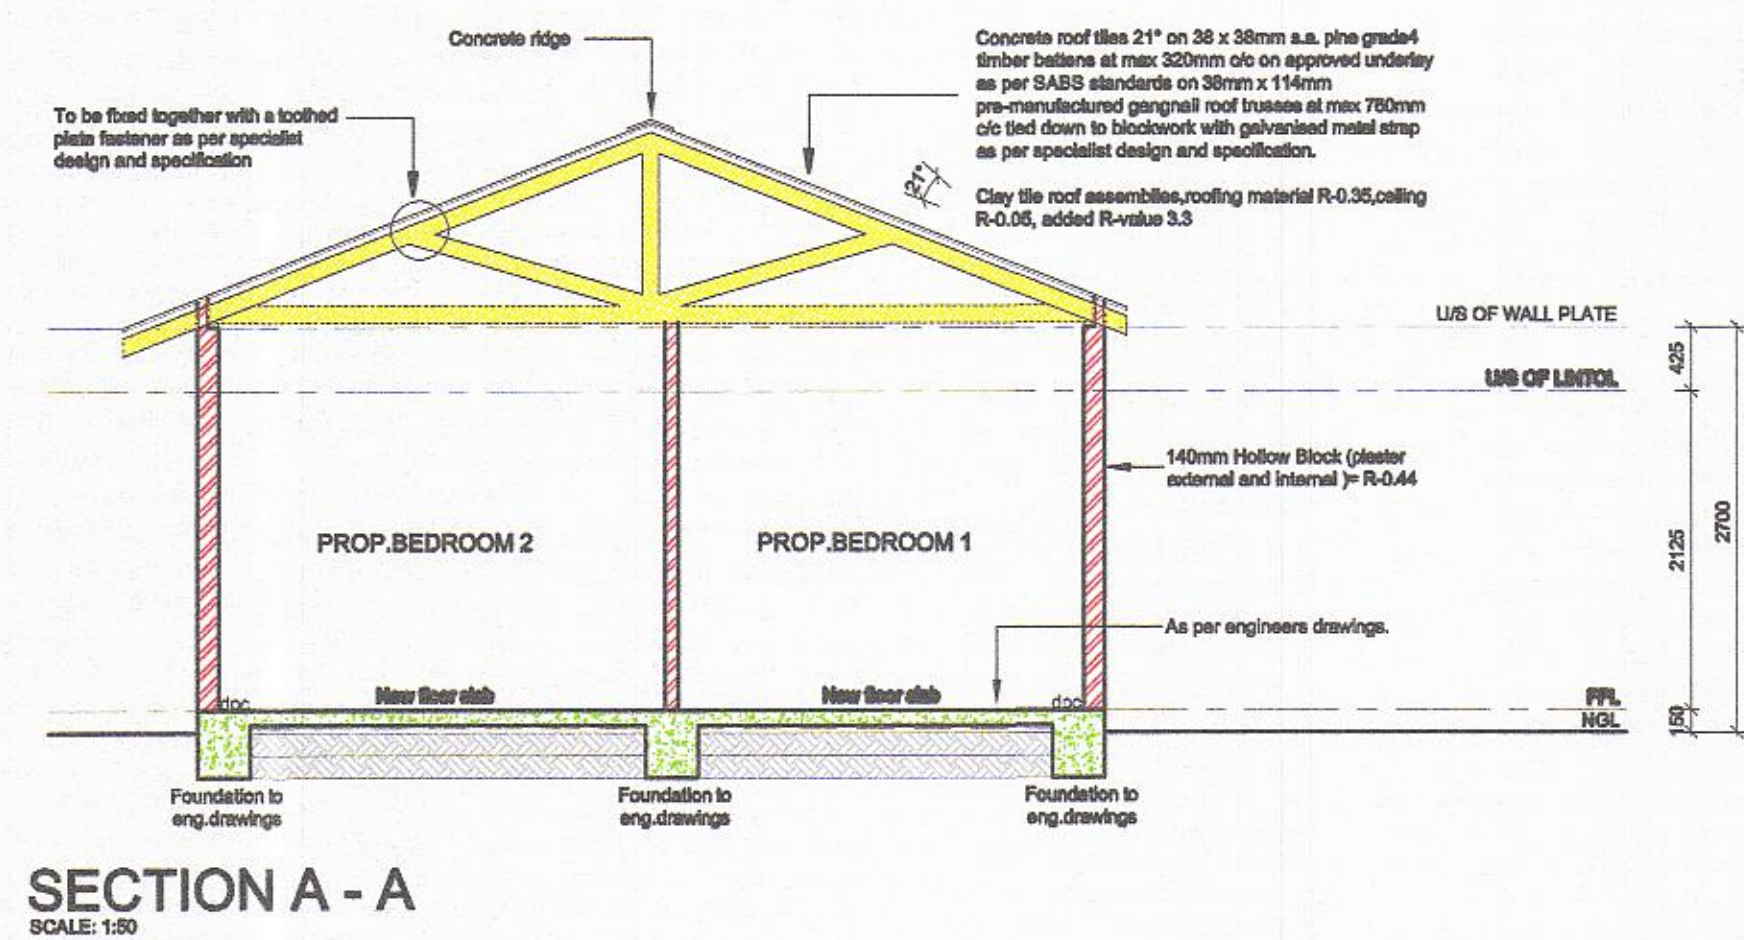 Concrete ridge
Concrete roof tiles 21° on 38 x 38mm s.a. pine grade4
timber battens at max 320mm c/c on approved underlay
as per SABS standards on 38mm x 114mm
pre-manufactured gangnail roof trusses at max 760mm
c/c tied down to blockwork with galvanised metal strap
as per specialist design and specification.
To be fixed together with a toothed
plate fastener as per specialist
design and specification
21°
Clay tile roof assemblies,roofing material R-0.35,ceiling
R-0.05, added R-value 3.3
U/S OF WALL PLATE
425
U/S OF LINTOL
140mm Hollow Block (plaster
external and internal )= R-0.44
PROP.BEDROOM 2
PROP.BEDROOM 1
2125
2700
As per engineers drawings.
New floor slab
New floor slab
dpc
dpc
FFL
NGL
150
Foundation to
eng.drawings
Foundation to
eng.drawings
Foundation to
eng.drawings
SECTION A - A
SCALE: 1:50